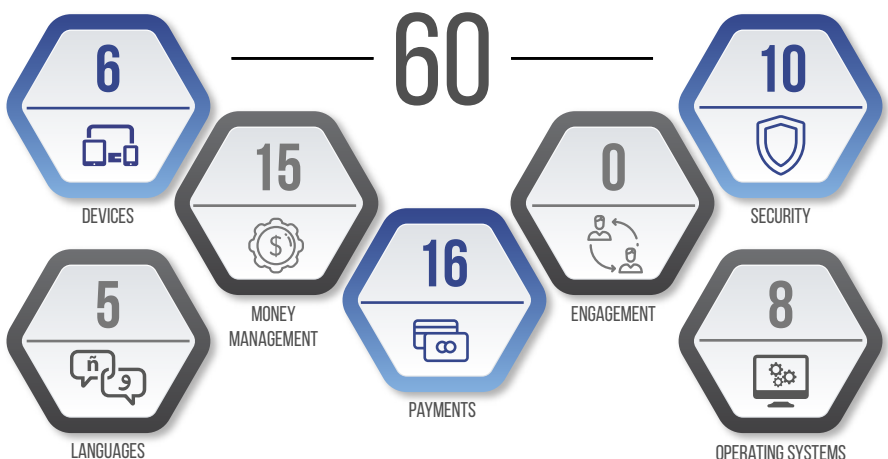 60
6
DEVICES
15
MONEY
MANAGEMENT
16
PAYMENTS
0
ENGAGEMENT
10
SECURITY
5
ñ
و
LANGUAGES
$
8
OPERATING SYSTEMS